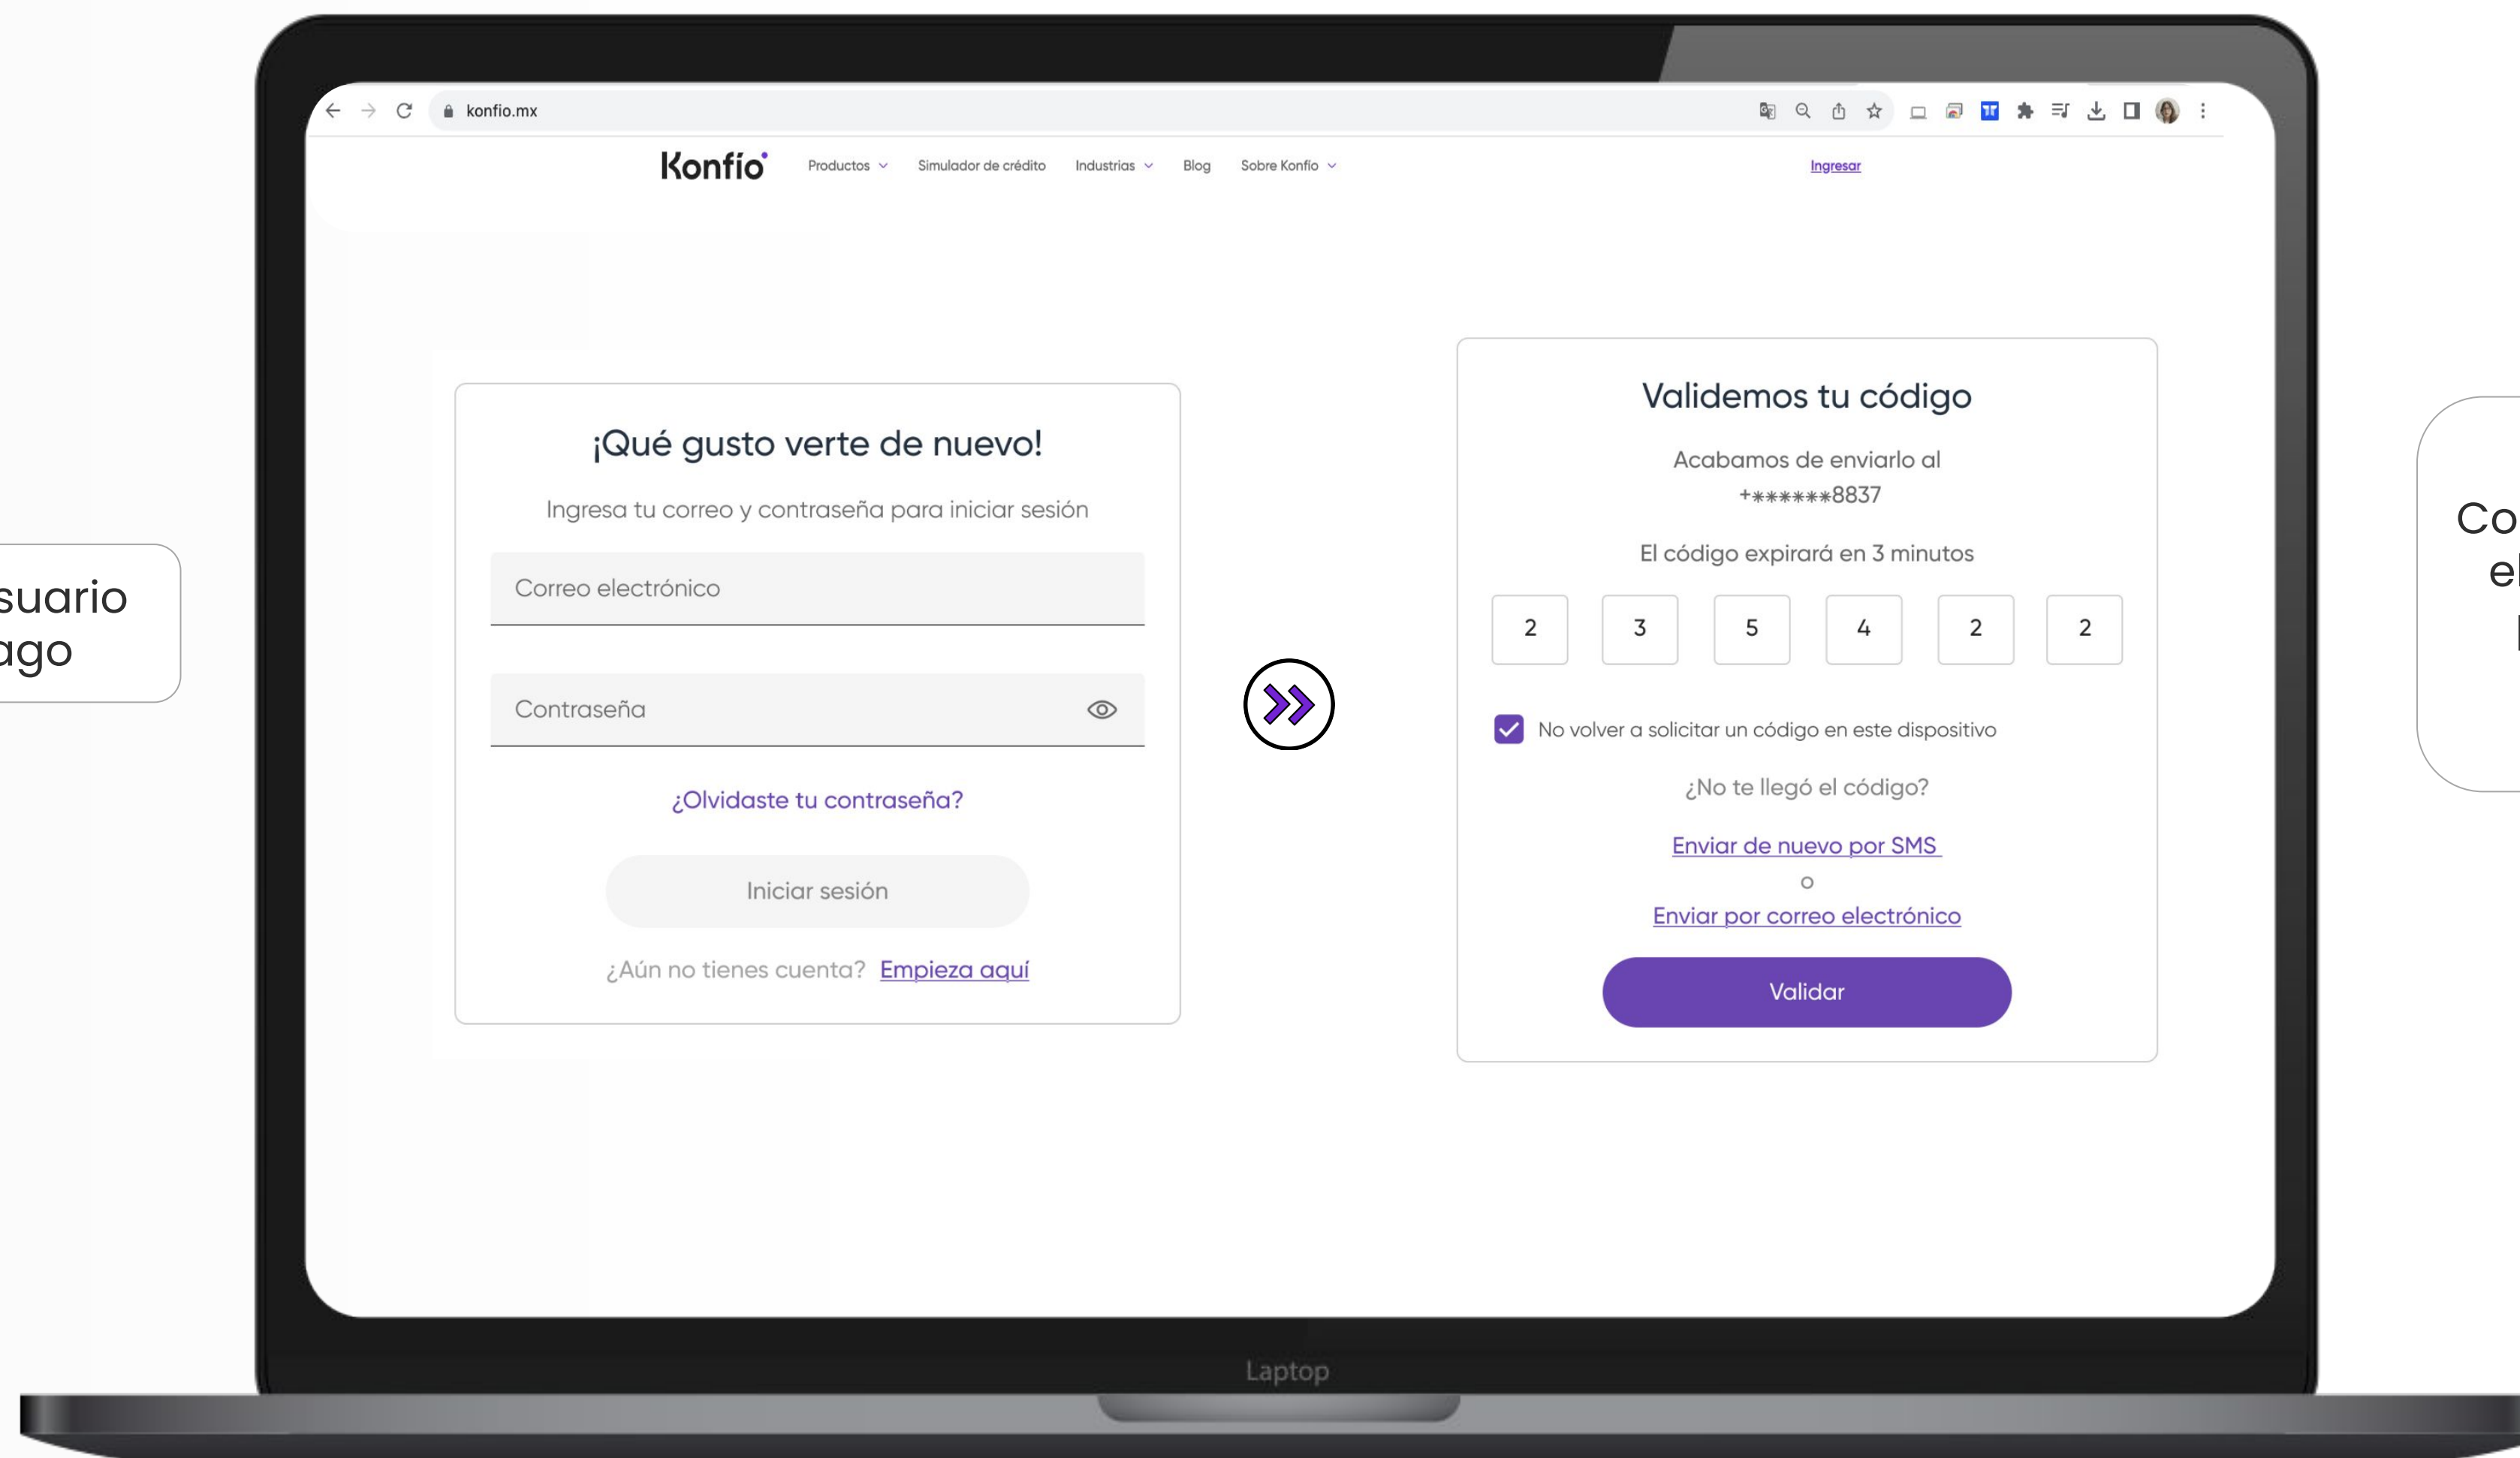 konfio.mx
Konfío
Productos
Simulador de crédito
Industrias
Blog
Sobre Konfío
Ingresar
¡Qué gusto verte de nuevo!
Ingresa tu correo y contraseña para iniciar sesión
Correo electrónico
Contraseña
¿Olvidaste tu contraseña?
Iniciar sesión
¿Aún no tienes cuenta? Empieza aquí
Validemos tu código
Acabamos de enviarlo al
+******8837
El código expirará en 3 minutos
2 3 5 4 2 2
No volver a solicitar un código en este dispositivo
¿No te llegó el código?
Enviar de nuevo por SMS
o
Enviar por correo electrónico
Validar
Laptop